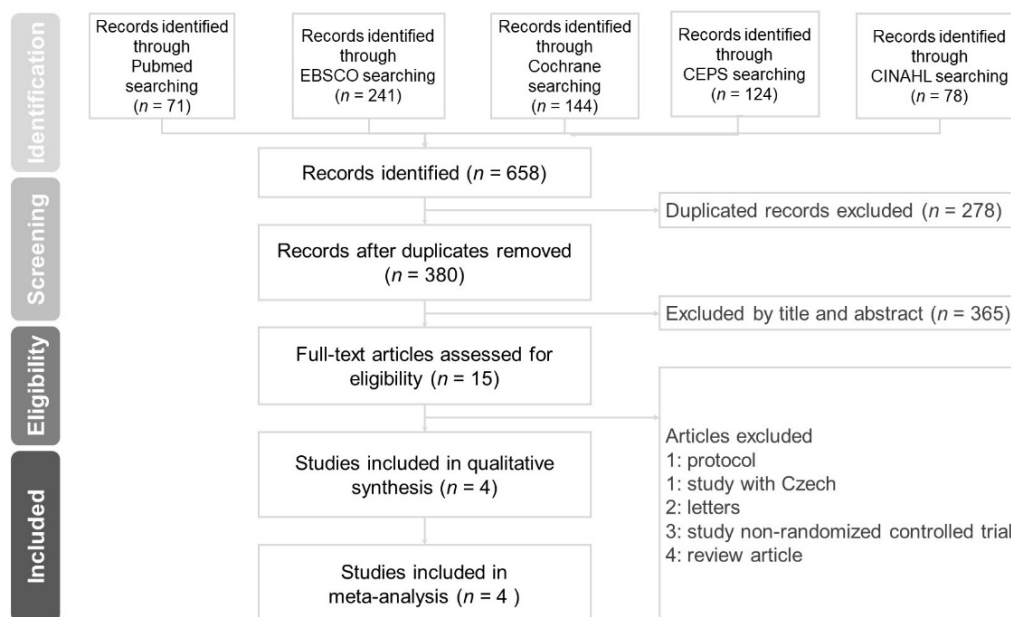 Identification
Records identified
through
Pubmed
searching
(n = 71)
Records identified
through
EBSCO searching
(n = 241)
Records identified
through
Cochrane
searching
(n = 144)
Records identified
through
CEPS searching
(n = 124)
Records identified
through
CINAHL searching
(n = 78)
Records identified (n = 658)
Screening
Duplicated records excluded (n = 278)
Records after duplicates removed
(n = 380)
Excluded by title and abstract (n = 365)
Eligibility
Full-text articles assessed for
eligibility (n = 15)
Articles excluded
1: protocol
1: study with Czech
2: letters
3: study non-randomized controlled trial
4: review article
Included
Studies included in qualitative
synthesis (n = 4)
Studies included in
meta-analysis (n = 4 )